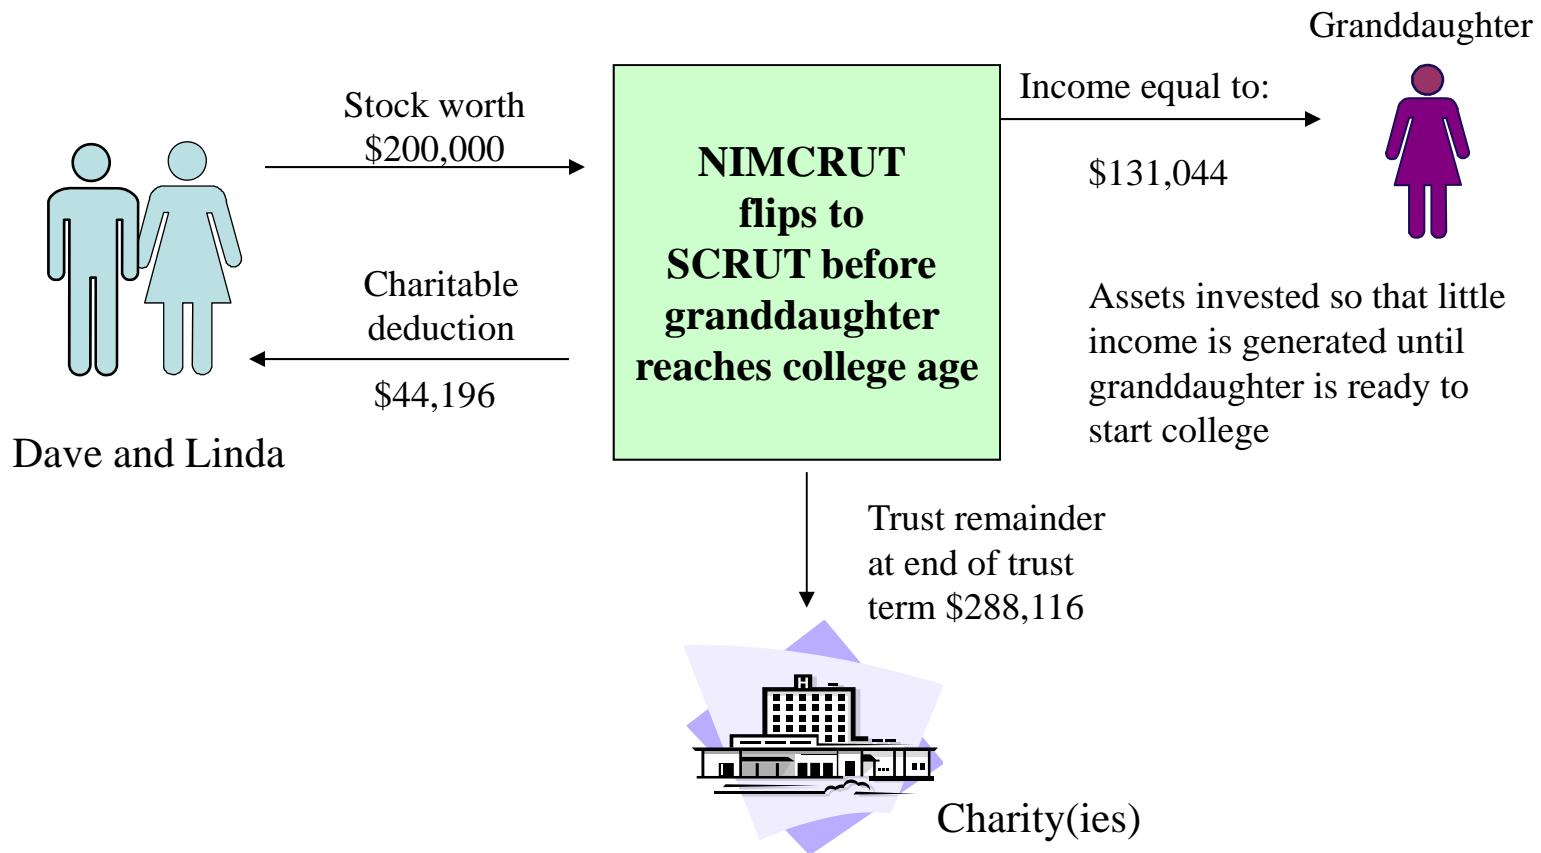 Granddaughter
Stock worth
$200,000
Income equal to:
$131,044
NIMCRUT
flips to
SCRUT before
granddaughter
reaches college age
Charitable
deduction
$44,196
Dave and Linda
Assets invested so that little
income is generated until
granddaughter is ready to
start college
Trust remainder
at end of trust
term $288,116
H
Charity(ies)